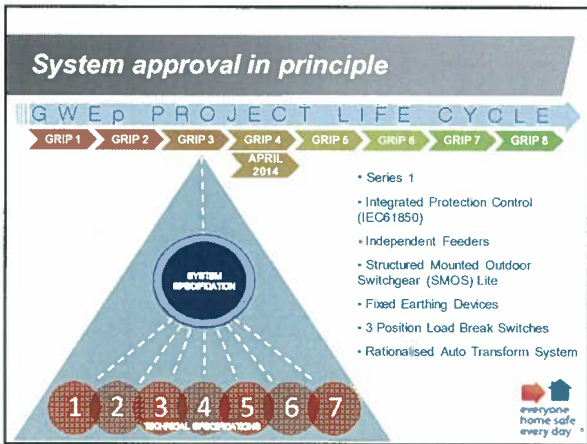 System approval in principle
GWEp PROJECT LIFE CYCLE
GRIP 1 GRIP 2 GRIP 3 GRIP 4 GRIP 5 GRIP 6 GRIP 7 GRIP 8
APRIL
2014
SYSTEM
SPECIFICATION
1 2 3 4 5 6 7
TECHNICAL SPECIFICATIONS
• Series 1
• Integrated Protection Control
(IEC61850)
• Independent Feeders
• Structured Mounted Outdoor
Switchgear (SMOS) Lite
• Fixed Earthing Devices
• 3 Position Load Break Switches
• Rationalised Auto Transform System
everyone
home safe
every day